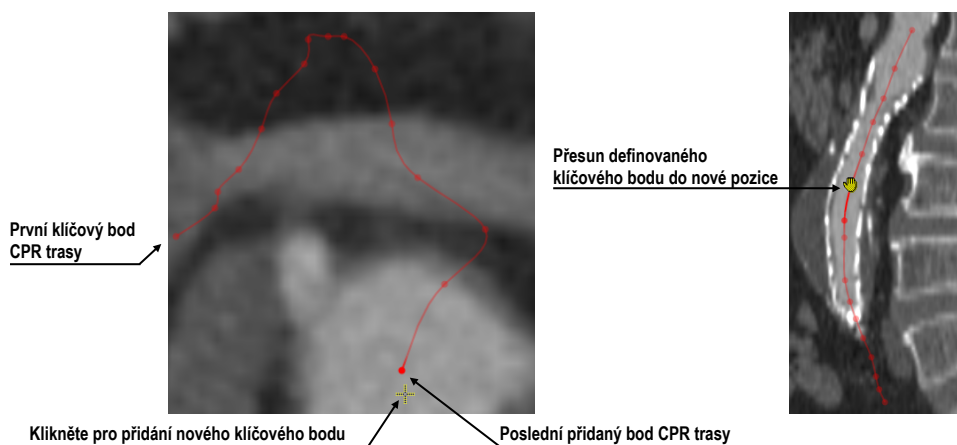 Přesun definovaného
klíčového bodu do nové pozice
První klíčový bod
CPR trasy
Klikněte pro přidání nového klíčového bodu
Poslední přidaný bod CPR trasy